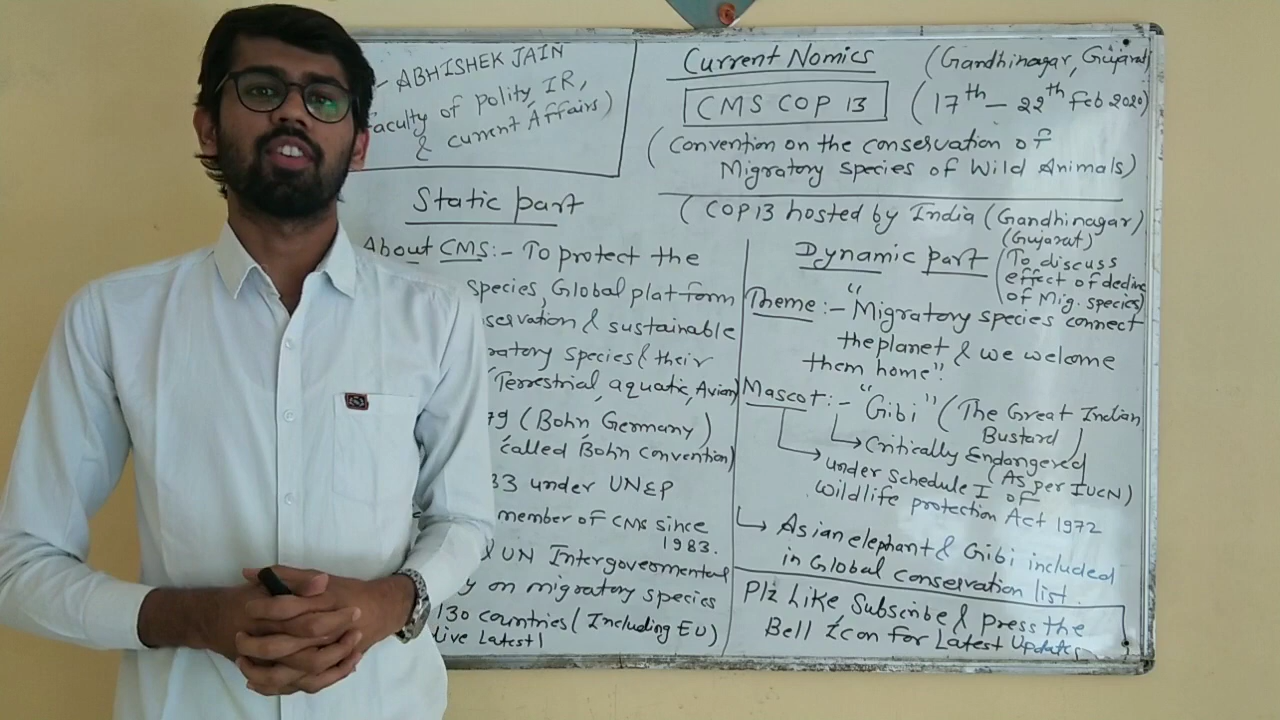 - ABHISHEK JAIN
Faculty of Polity, IR,
& current Affairs)
Current Nomics
(Gandhinagar, Gujarat)
CMS COP 13
(17th - 22th Feb 2020)
(Convention on the conservation of
Migratory species of Wild Animals)
(COP13 hosted by India (Gandhinagar)
(Gujarat)
Static part
About CMS:- To protect the
species, Global platform
servation & sustainable
ratory species & their
Terrestrial, aquatic, Avian)
79 (Bohn Germany)
called Bohn convention)
83 under UNEP
member of CMS since
1983.
& UN Intergovernmental
y on migratory species
130 countries (Including EU)
live Latest)
Dynamic part
(To discuss
effect of decline
of Mig. species)
Theme:- "Migratory species connect
the planet & we welcome
them home".
Mascot:- "Gibi" (The Great Indian
Bustard)
→ Critically Endangered
(As per IUCN)
→ under schedule I of
Wildlife protection Act 1972
→ Asian elephant & Gibi included
in Global conservation list.
Plz Like Subscribe & press the
Bell Icon for Latest Updates